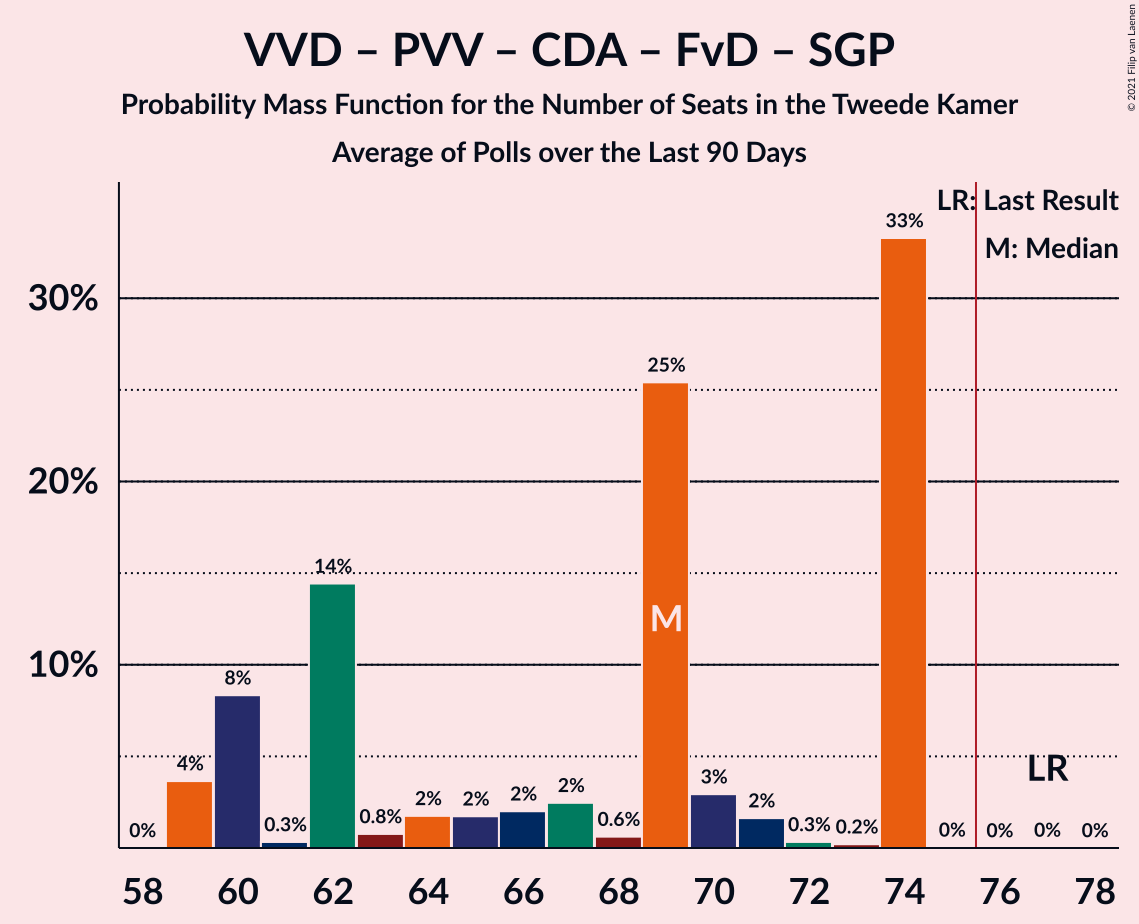 VVD – PVV – CDA – FvD – SGP
Probability Mass Function for the Number of Seats in the Tweede Kamer
Average of Polls over the Last 90 Days
© 2021 Filip van Laenen
LR: Last Result
M: Median
30%
20%
10%
0%
4%
8%
0.3%
14%
0.8%
2%
2%
2%
2%
0.6%
25%
3%
2%
0.3%
0.2%
33%
0%
0%
0%
0%
M
LR
58 60 62 64 66 68 70 72 74 76 78